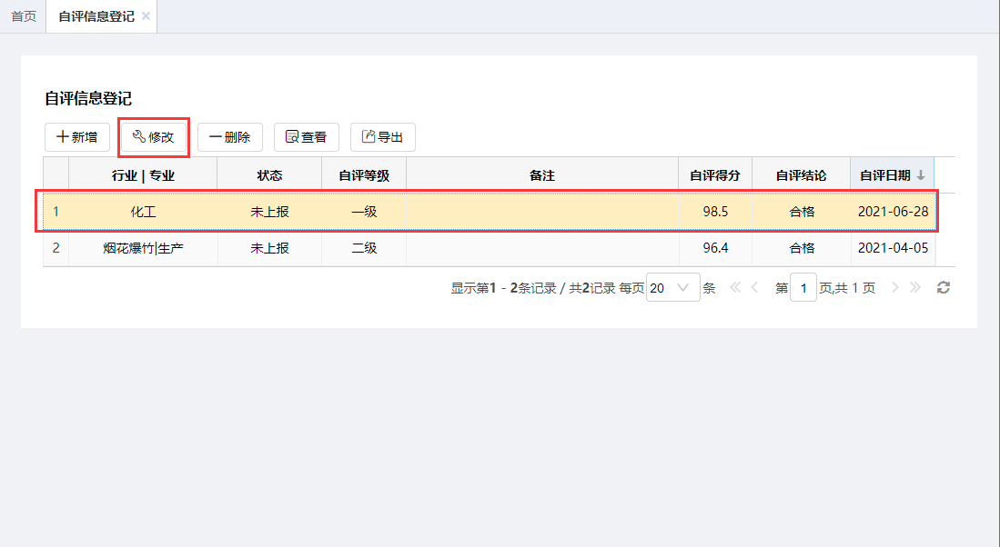 首页 自评信息登记
自评信息登记
新增 修改 删除 查看 导出
行业 | 专业 状态 自评等级 备注 自评得分 自评结论 自评日期
1 化工 未上报 一级 98.5 合格 2021-06-28
2 烟花爆竹|生产 未上报 二级 96.4 合格 2021-04-05
显示第1 - 2条记录 / 共2记录 每页 20 条 第 1 页,共 1 页